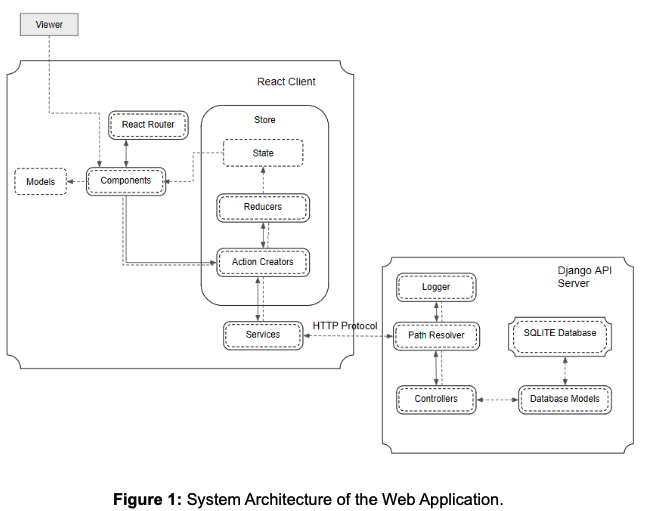 Viewer
React Client
Store
React Router
State
Models
Components
Reducers
Action Creators
Services
HTTP Protocol
Django API
Server
Logger
Path Resolver
SQLITE Database
Controllers
Database Models
Figure 1: System Architecture of the Web Application.